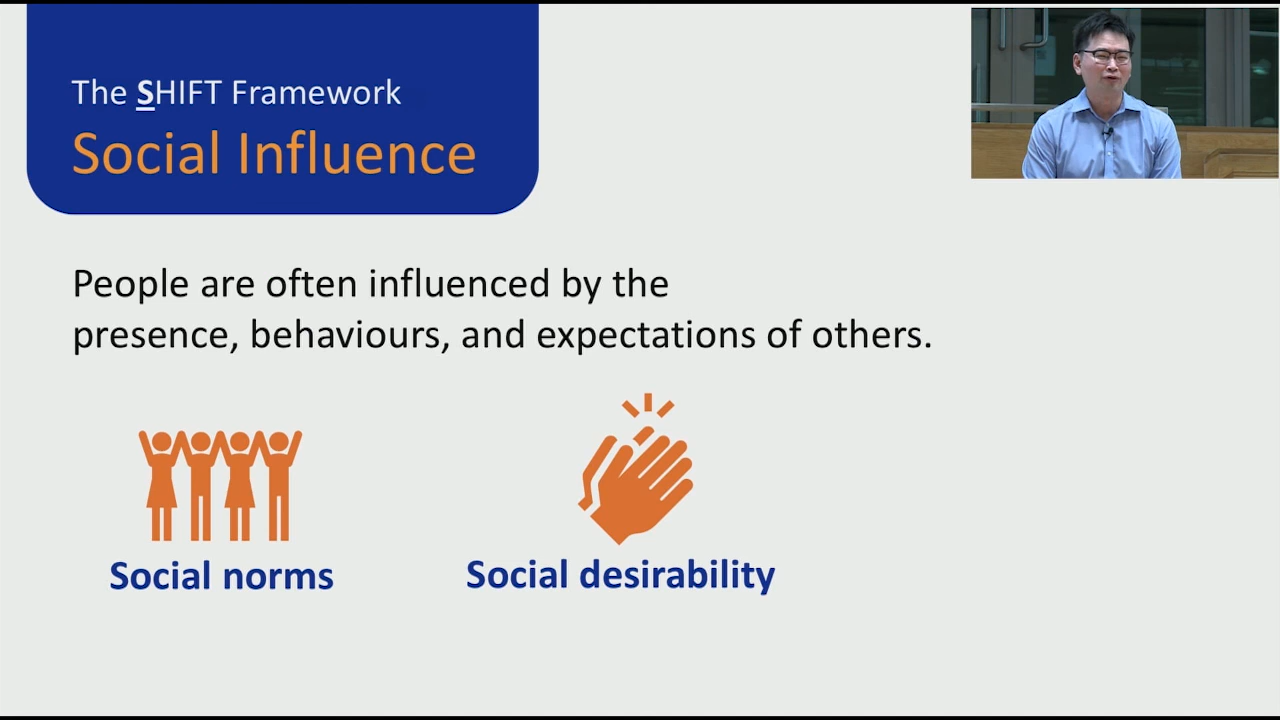 The SHIFT Framework
Social Influence
People are often influenced by the
presence, behaviours, and expectations of others.
Social norms
Social desirability